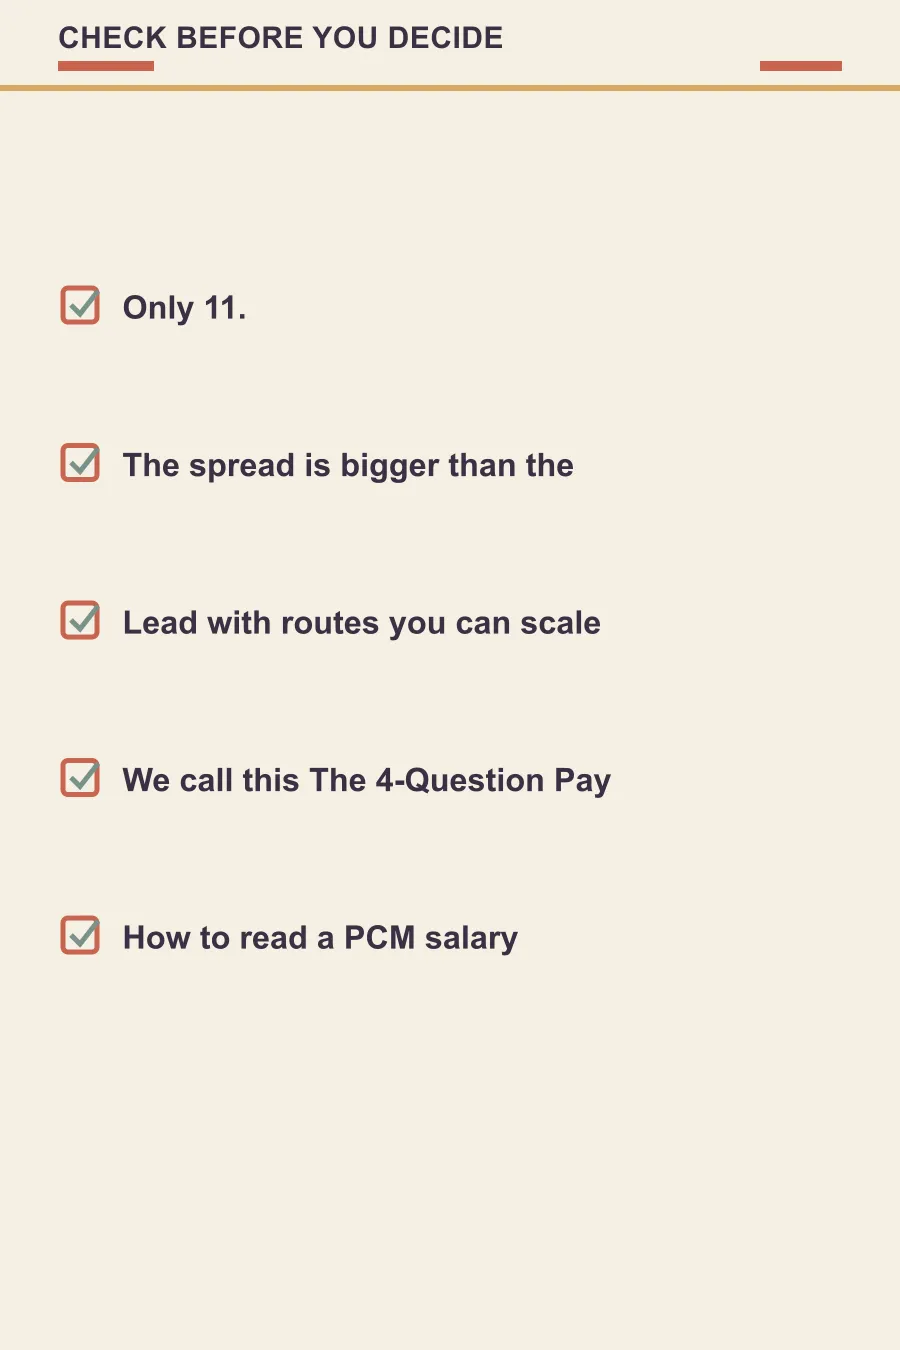 CHECK BEFORE YOU DECIDE
Only 11.
The spread is bigger than the
Lead with routes you can scale
We call this The 4-Question Pay
How to read a PCM salary